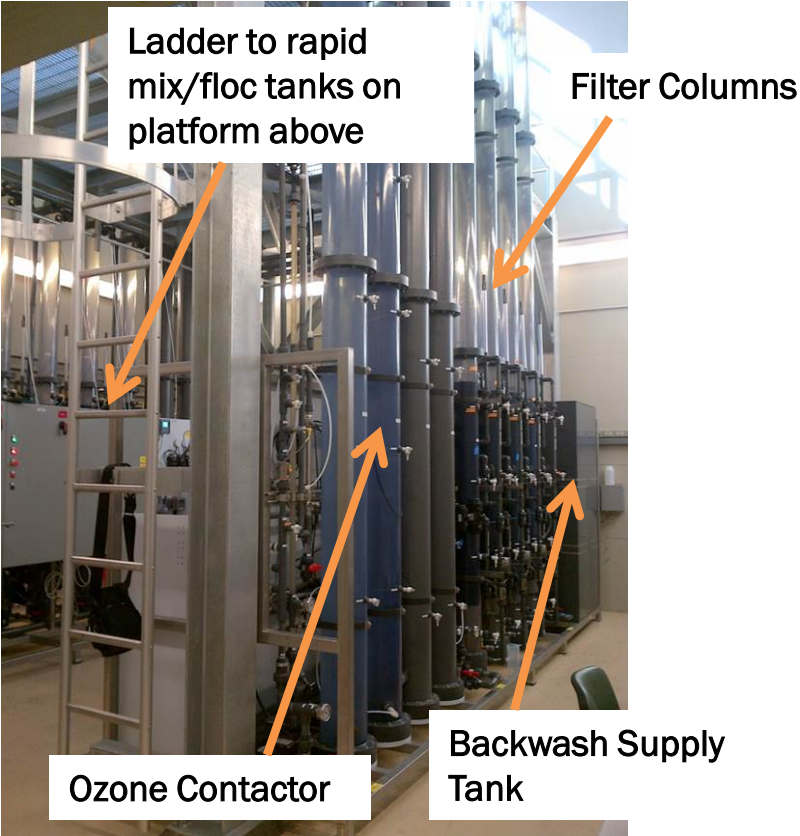 Ladder to rapid
mix/floc tanks on
platform above
Filter Columns
Backwash Supply
Tank
Ozone Contactor